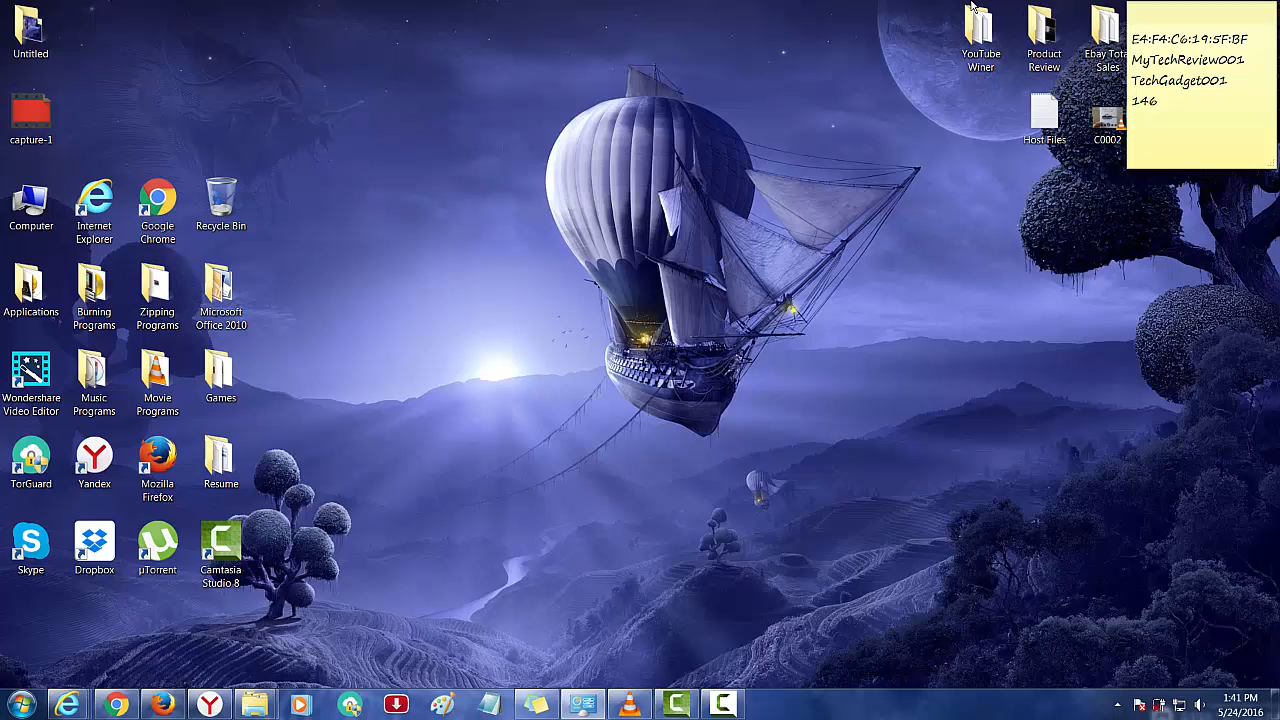 Untitled
YouTube
Winer
Product
Review
Ebay Total
Sales
E4:F4:C6:19:5F:BF
MyTechReview001
TechGadget001
146
capture-1
Host Files
C0002
Computer
Internet
Explorer
Google
Chrome
Recycle Bin
Applications
Burning
Programs
Zipping
Programs
Microsoft
Office 2010
Wondershare
Video Editor
Music
Programs
Movie
Programs
Games
TorGuard
Yandex
Mozilla
Firefox
Resume
Skype
Dropbox
µTorrent
Camtasia
Studio 8
1:41 PM
5/24/2016